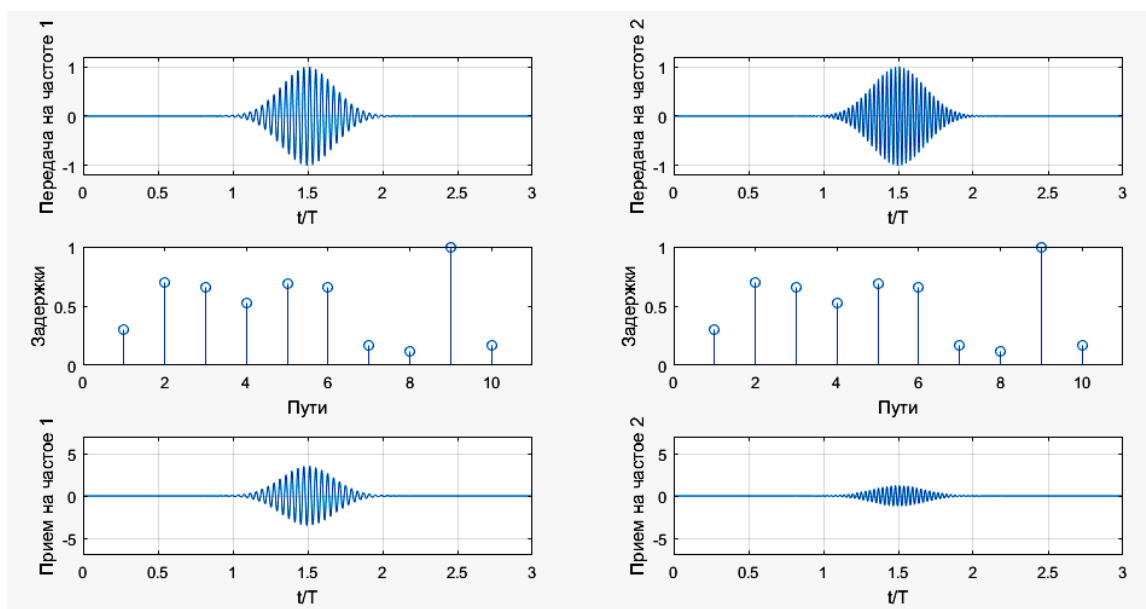 Передача на частоте 1
1
0
-1
0 0.5 1 1.5 2 2.5 3
t/T
Передача на частоте 2
1
0
-1
0 0.5 1 1.5 2 2.5 3
t/T
Задержки
1
0.5
0
0 2 4 6 8 10
Пути
Задержки
1
0.5
0
0 2 4 6 8 10
Пути
Прием на частое 1
5
0
-5
0 0.5 1 1.5 2 2.5 3
t/T
Прием на частое 2
5
0
-5
0 0.5 1 1.5 2 2.5 3
t/T